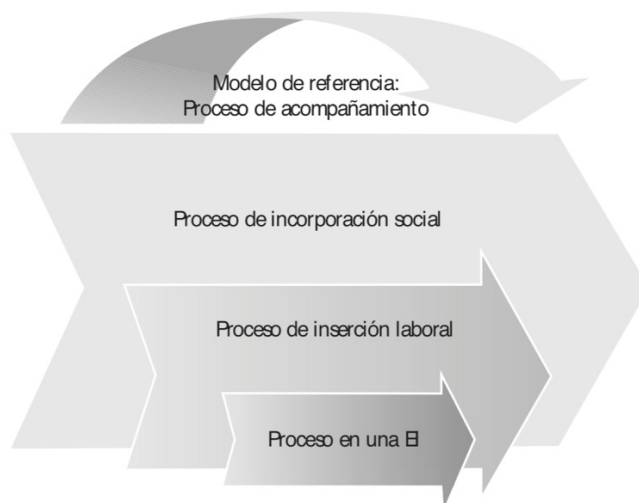 Modelo de referencia:
Proceso de acompañamiento
Proceso de incorporación social
Proceso de inserción laboral
Proceso en una EI